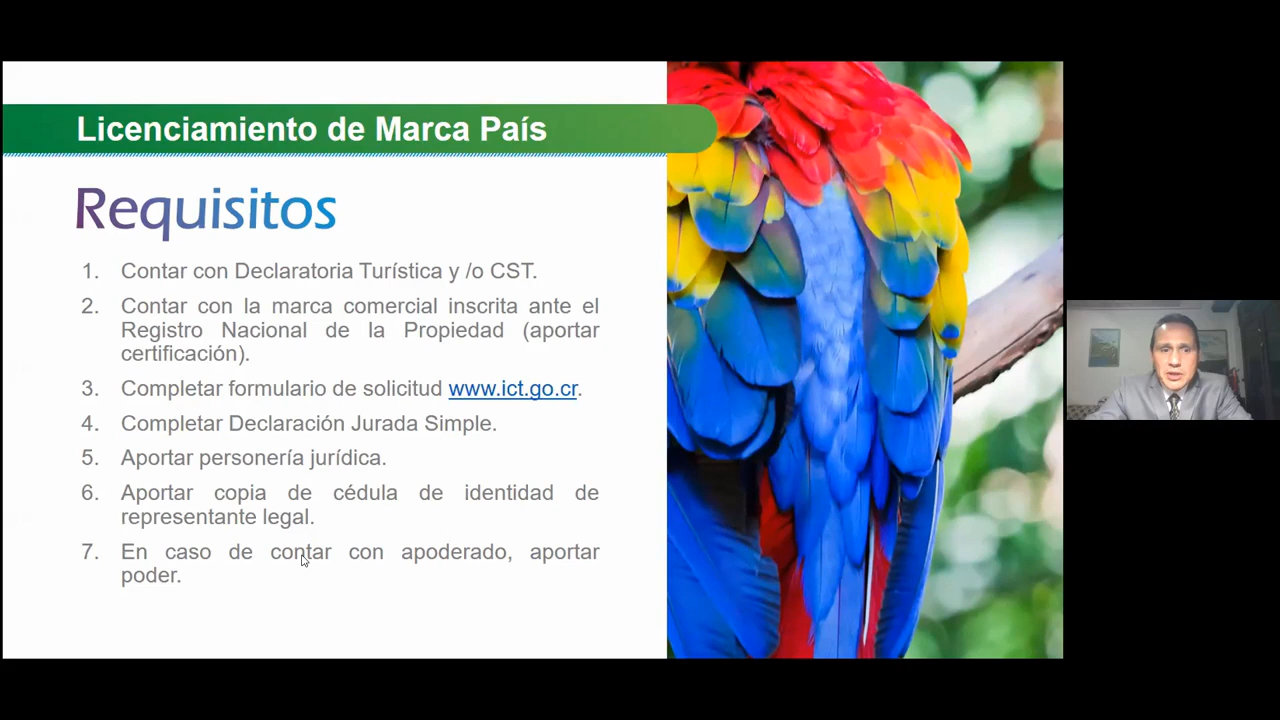 Licenciamiento de Marca País
Requisitos
1. Contar con Declaratoria Turística y /o CST.
2. Contar con la marca comercial inscrita ante el
Registro Nacional de la Propiedad (aportar
certificación).
3. Completar formulario de solicitud www.ict.go.cr.
4. Completar Declaración Jurada Simple.
5. Aportar personería jurídica.
6. Aportar copia de cédula de identidad de
representante legal.
7. En caso de contar con apoderado, aportar
poder.